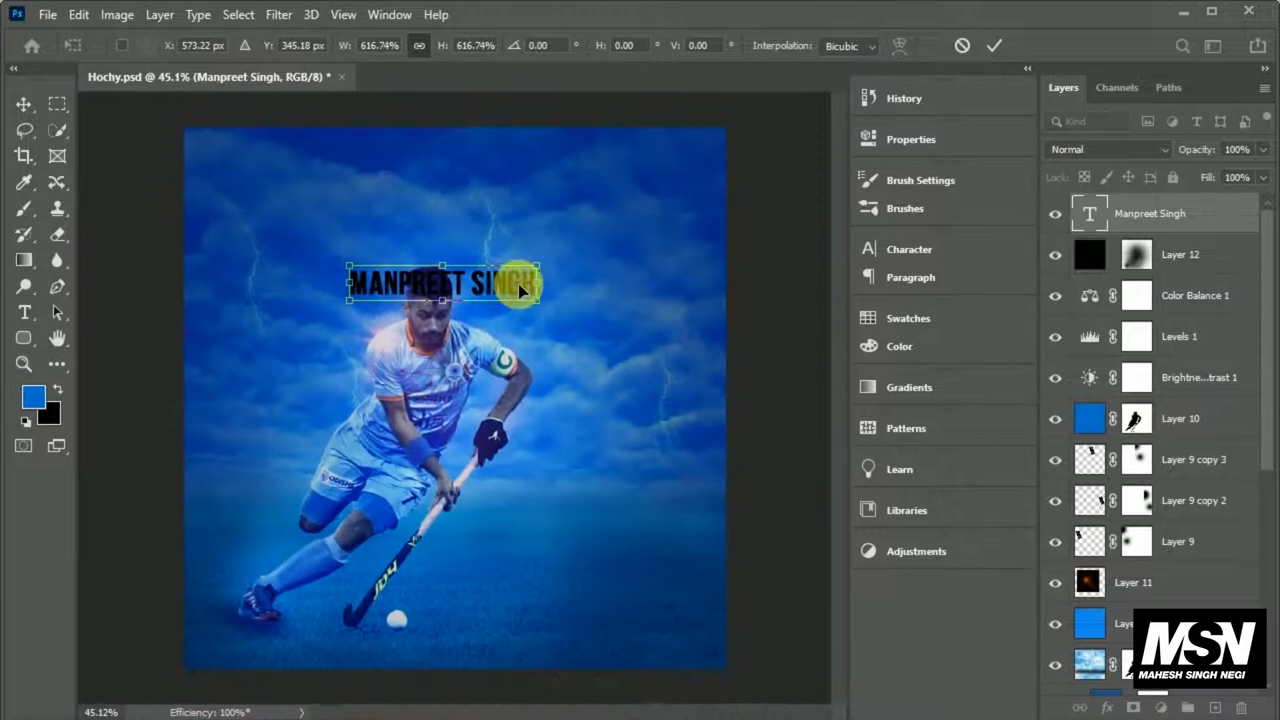 Ps File Edit Image Layer Type Select Filter 3D View Window Help
X: 573.22 px Y: 345.18 px W: 616.74% H: 616.74% 0.00 ° H: 0.00 ° V: 0.00 ° Interpolation: Bicubic
Hochy.psd @ 45.1% (Manpreet Singh, RGB/8) *
History
Properties
Brush Settings
Brushes
Character
Paragraph
Swatches
Color
Gradients
Patterns
Learn
Libraries
Adjustments
Layers Channels Paths
Kind
Normal Opacity: 100%
Lock: Fill: 100%
T Manpreet Singh
Layer 12
Color Balance 1
Levels 1
Brightne...trast 1
Layer 10
Layer 9 copy 3
Layer 9 copy 2
Layer 9
Layer 11
MANPREET SINGH
MSN
MAHESH SINGH NEGI
45.12% Efficiency: 100%*